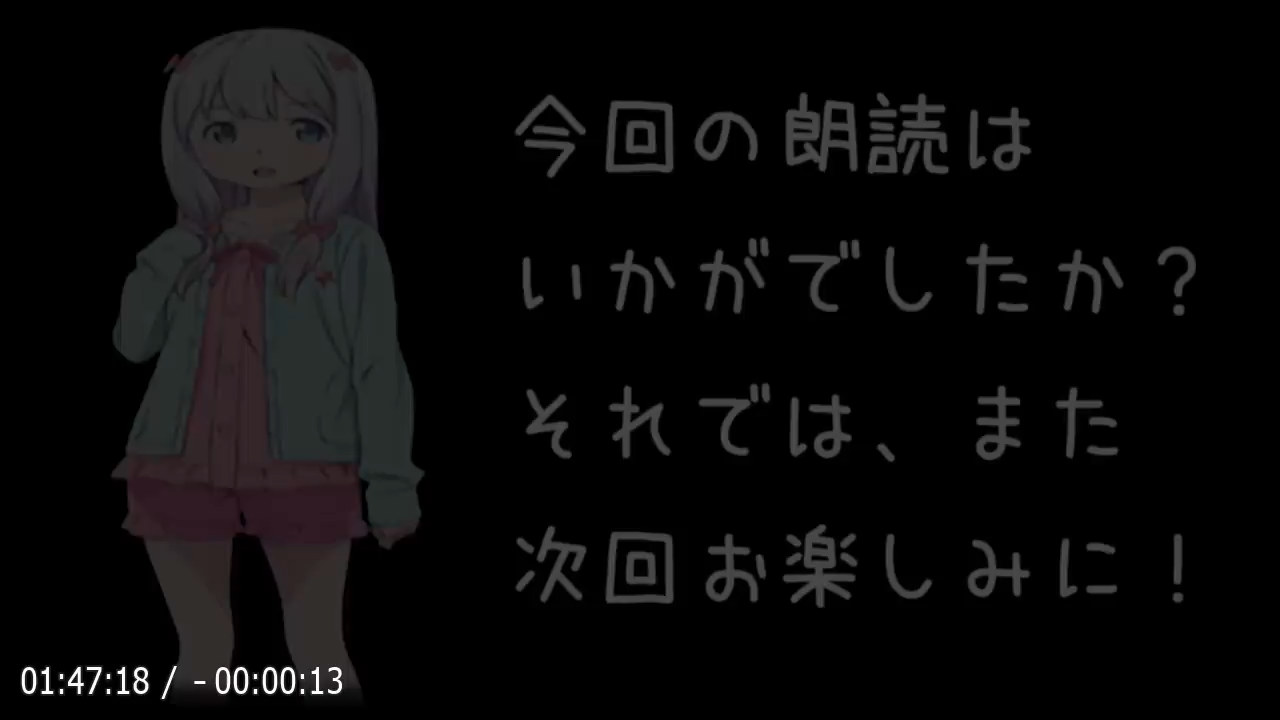 今回の朗読は
いかがでしたか？
それでは、また
次回お楽しみに！
01:47:18 / -00:00:13